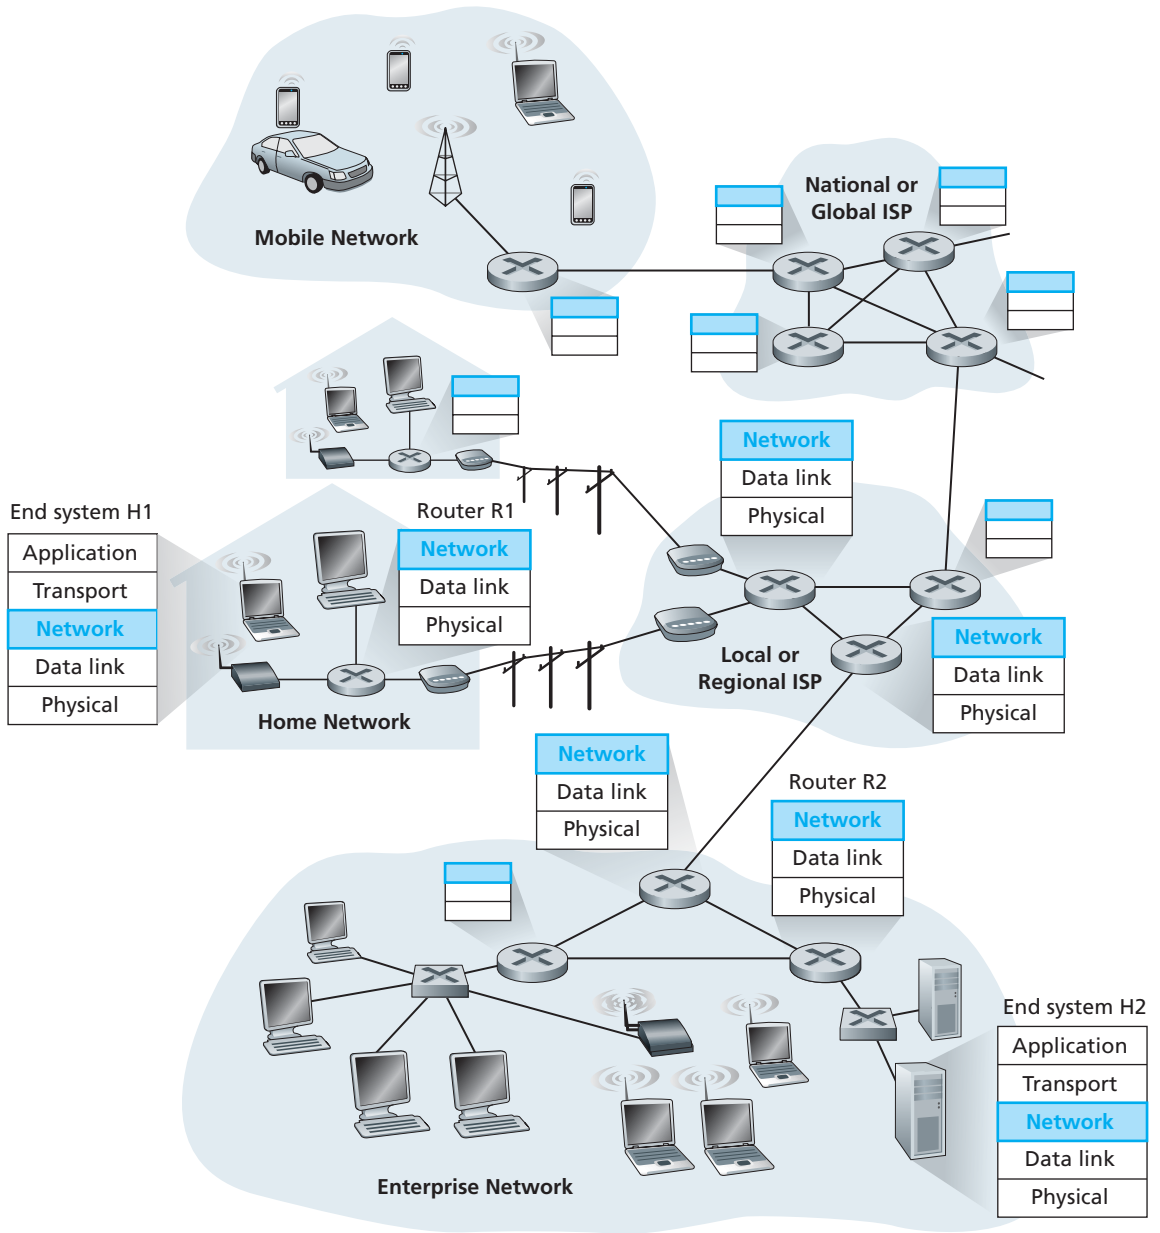 National or
Global ISP
Mobile Network
Network
Data link
Physical
End system H1
Application
Transport
Network
Data link
Physical
Router R1
Network
Data link
Physical
Home Network
Local or
Regional ISP
Network
Data link
Physical
Network
Data link
Physical
Router R2
Network
Data link
Physical
End system H2
Application
Transport
Network
Data link
Physical
Enterprise Network